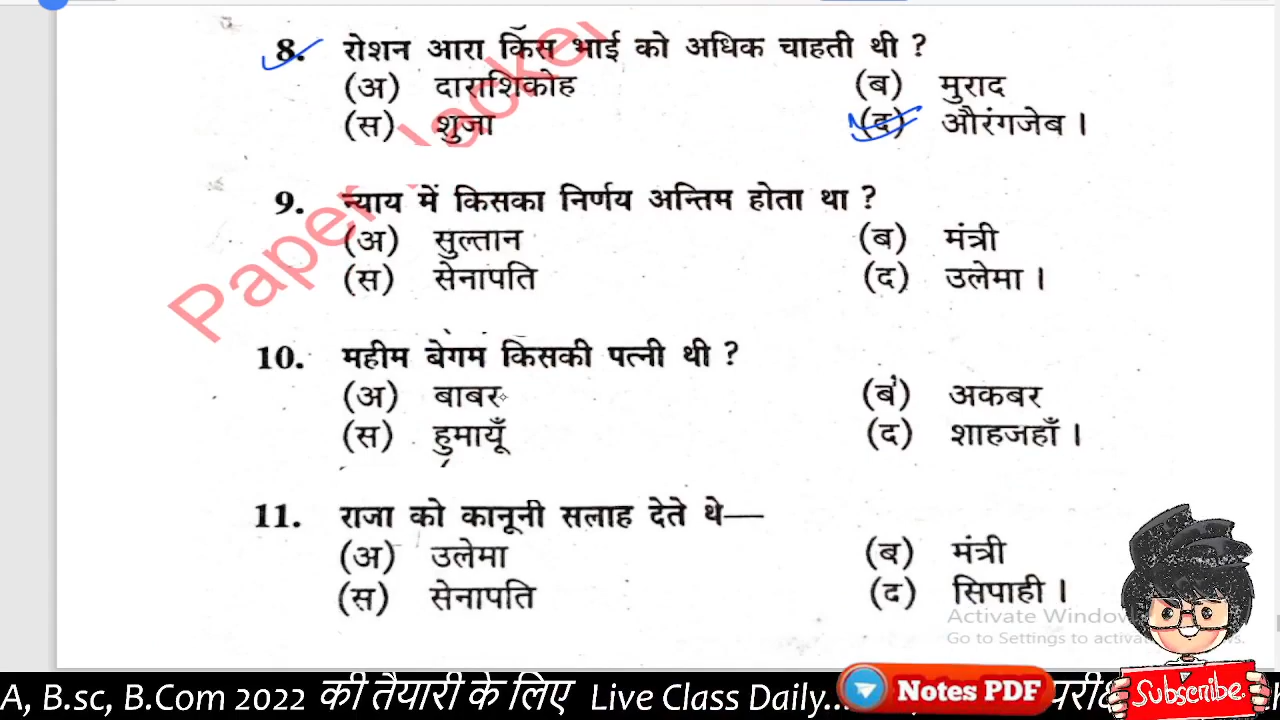 8. रोशन आरा किस भाई को अधिक चाहती थी ?
(अ) दाराशिकोह (ब) मुराद
(स) शुजा (द) औरंगजेब ।
9. न्याय में किसका निर्णय अन्तिम होता था ?
(अ) सुल्तान (ब) मंत्री
(स) सेनापति (द) उलेमा ।
10. महीम बेगम किसकी पत्नी थी ?
(अ) बाबर (ब) अकबर
(स) हुमायूँ (द) शाहजहाँ ।
11. राजा को कानूनी सलाह देते थे—
(अ) उलेमा (ब) मंत्री
(स) सेनापति (द) सिपाही ।
Paper Hacker
Activate Windows
Go to Settings to activate
A, B.sc, B.Com 2022 की तैयारी के लिए Live Class Daily... Notes PDF
Subscribe